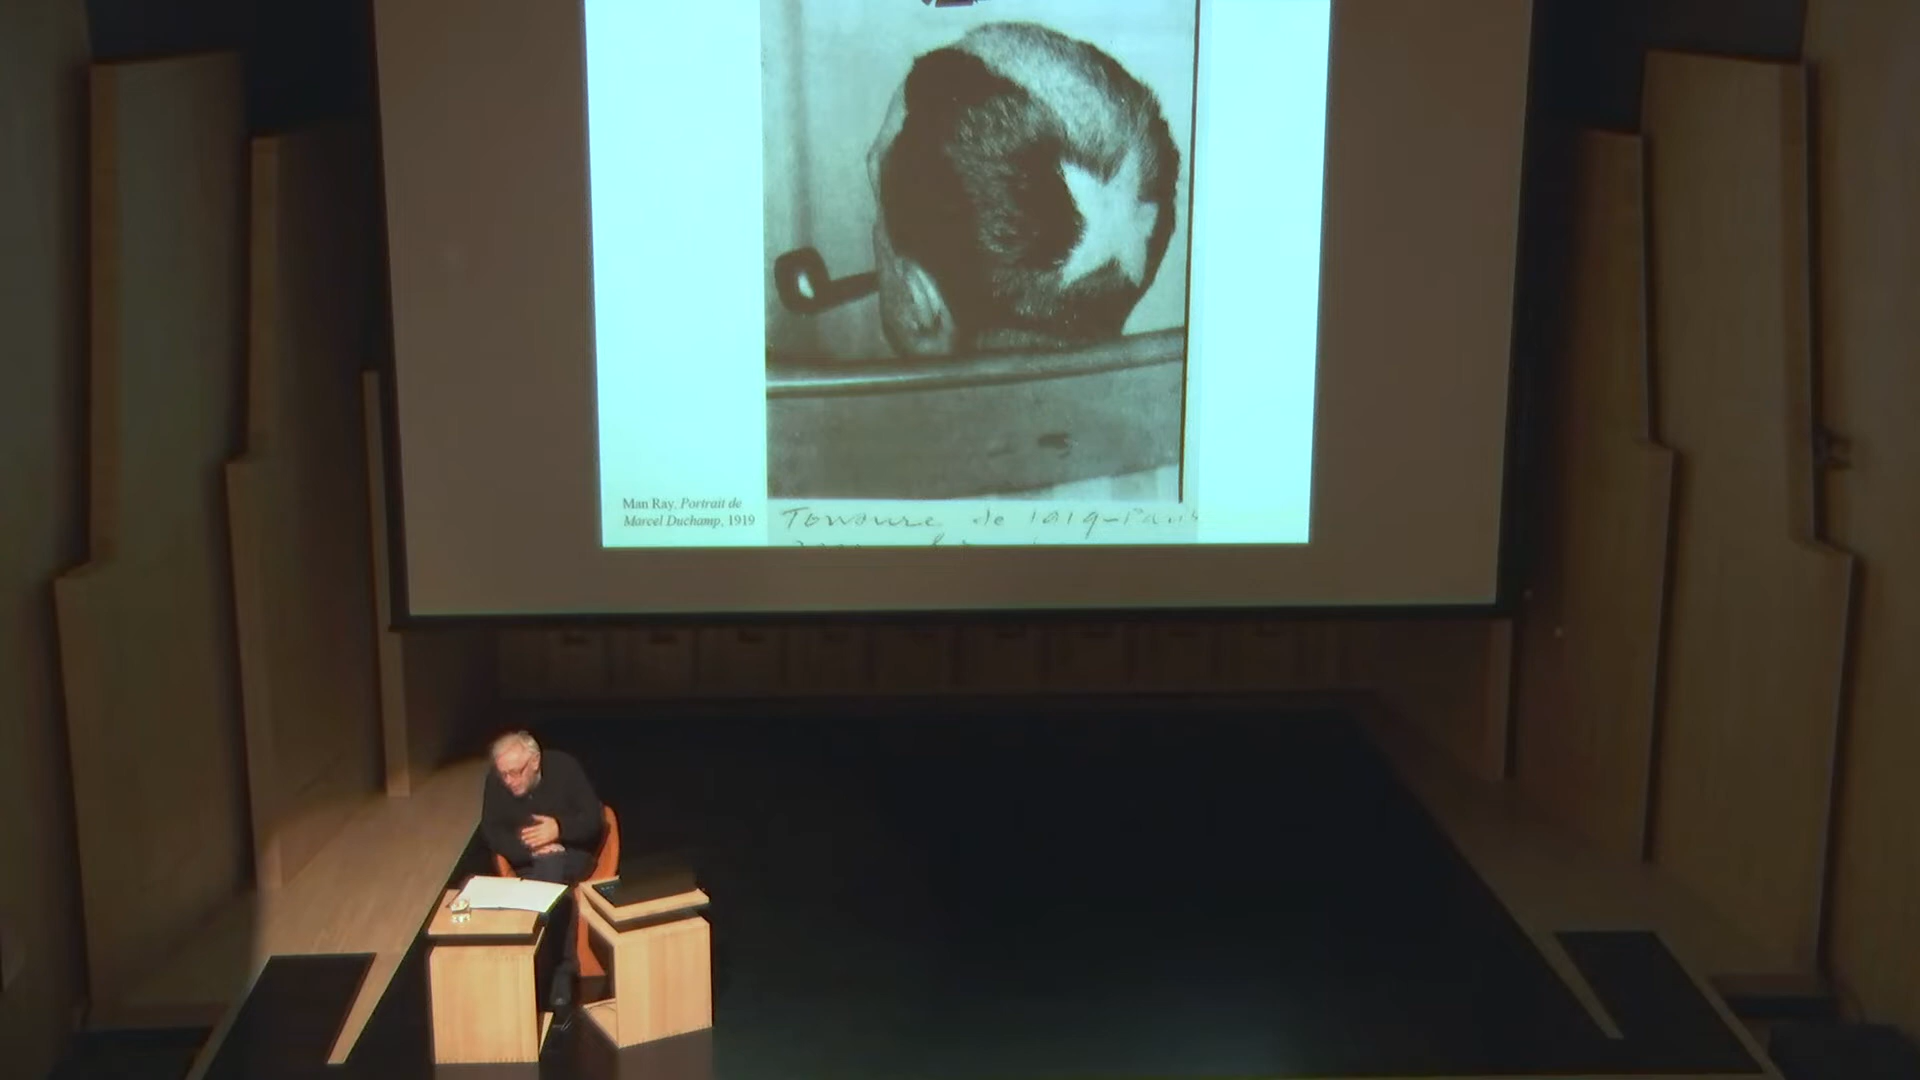 Man Ray, Portrait de
Marcel Duchamp, 1919
Tonsure de 1919-Paris